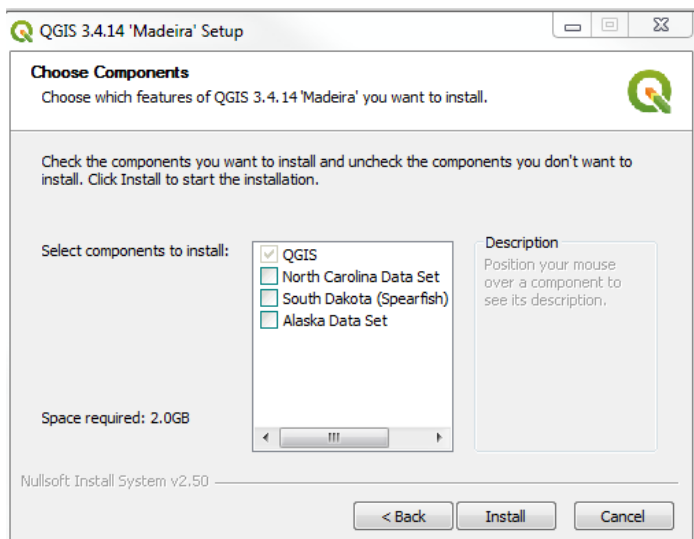 QGIS 3.4.14 'Madeira' Setup
Choose Components
Choose which features of QGIS 3.4.14 'Madeira' you want to install.
Check the components you want to install and uncheck the components you don't want to
install. Click Install to start the installation.
Select components to install:
QGIS
North Carolina Data Set
South Dakota (Spearfish)
Alaska Data Set
Description
Position your mouse
over a component to
see its description.
Space required: 2.0GB
Nullsoft Install System v2.50
< Back
Install
Cancel